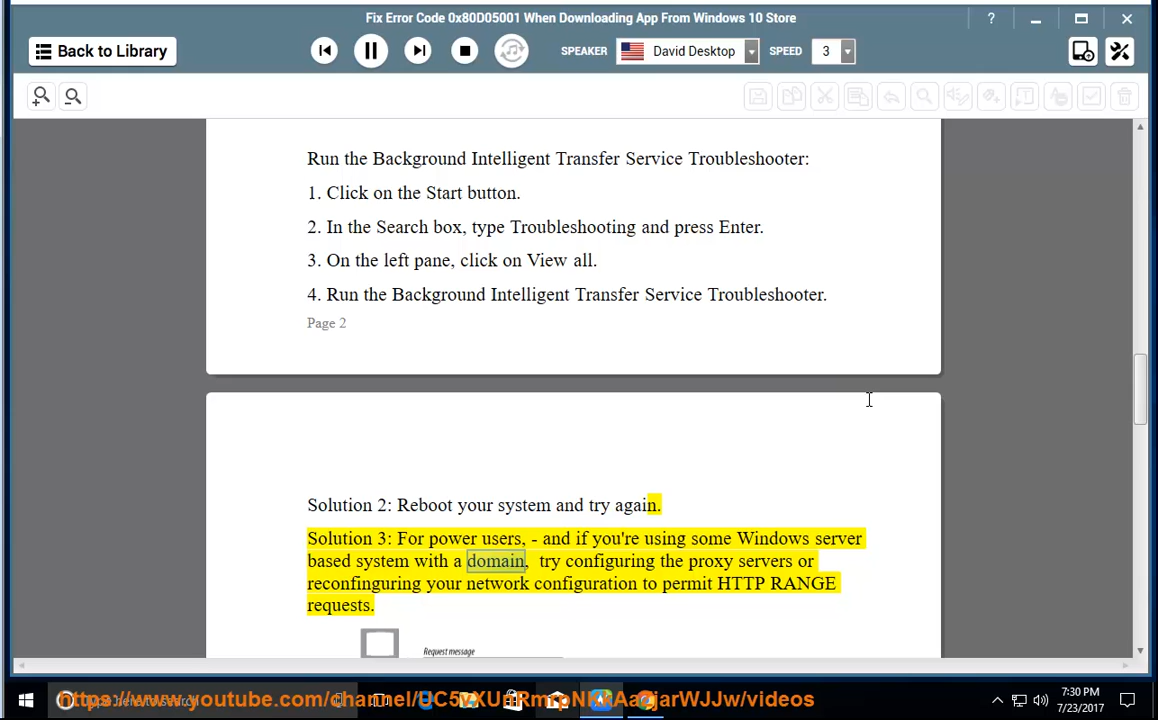 Fix Error Code 0x80D05001 When Downloading App From Windows 10 Store
Back to Library
SPEAKER
David Desktop
SPEED
3
Run the Background Intelligent Transfer Service Troubleshooter:
1. Click on the Start button.
2. In the Search box, type Troubleshooting and press Enter.
3. On the left pane, click on View all.
4. Run the Background Intelligent Transfer Service Troubleshooter.
Page 2
Solution 2: Reboot your system and try again.
Solution 3: For power users, - and if you're using some Windows server
based system with a domain,  try configuring the proxy servers or
reconfinguring your network configuration to permit HTTP RANGE
requests.
Request message
7:30 PM
7/23/2017